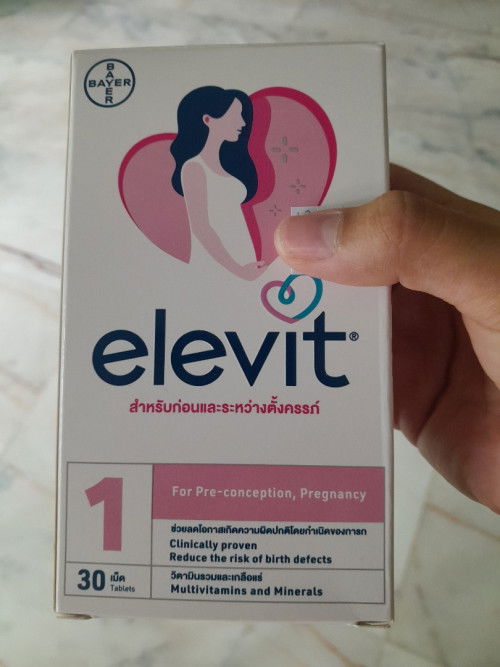 BAYER
BAYER
elevit®
สำหรับก่อนและระหว่างตั้งครรภ์
1
For Pre-conception, Pregnancy
ช่วยลดโอกาสเกิดความผิดปกติโดยกำเนิดของทารก
Clinically proven
Reduce the risk of birth defects
30 เม็ด
Tablets
วิตามินรวมและเกลือแร่
Multivitamins and Minerals